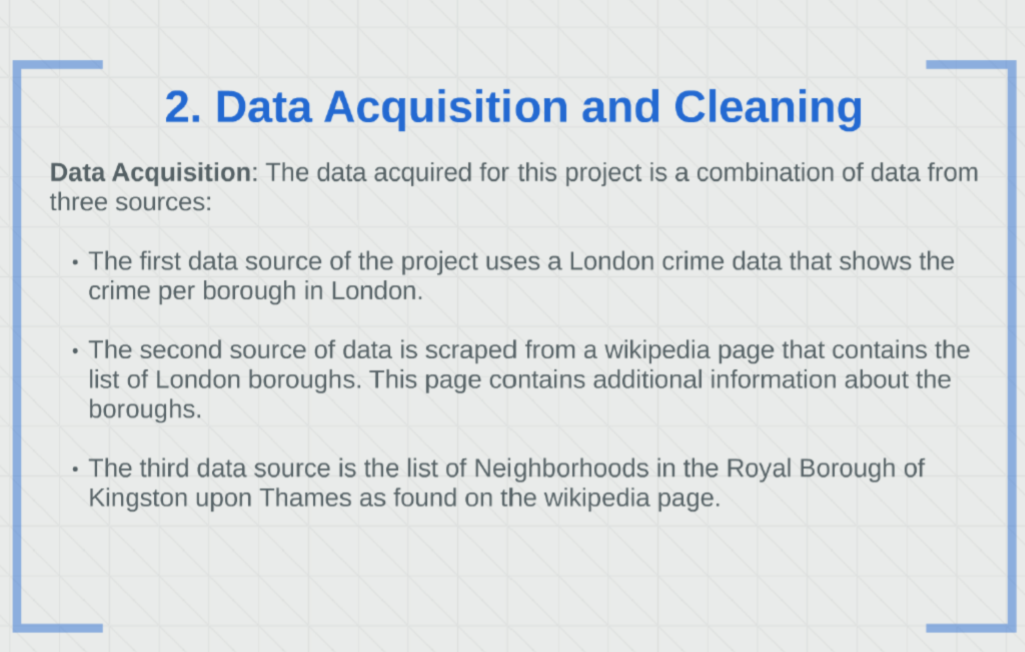 2. Data Acquisition and Cleaning
Data Acquisition: The data acquired for this project is a combination of data from
three sources:
• The first data source of the project uses a London crime data that shows the
crime per borough in London.
• The second source of data is scraped from a wikipedia page that contains the
list of London boroughs. This page contains additional information about the
boroughs.
• The third data source is the list of Neighborhoods in the Royal Borough of
Kingston upon Thames as found on the wikipedia page.